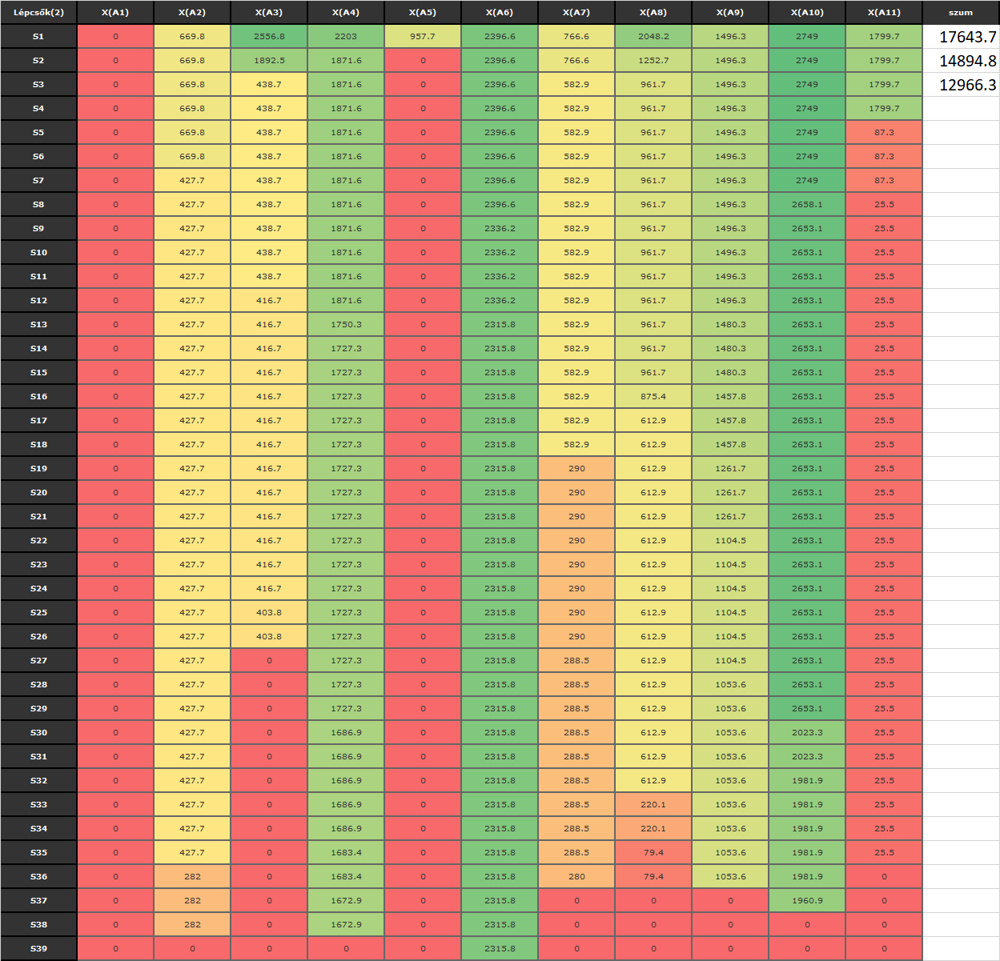 Lépcsők(2) X(A1) X(A2) X(A3) X(A4) X(A5) X(A6) X(A7) X(A8) X(A9) X(A10) X(A11) szum
S1 0 669.8 2556.8 2203 957.7 2396.6 766.6 2048.2 1496.3 2749 1799.7 17643.7
S2 0 669.8 1892.5 1871.6 0 2396.6 766.6 1252.7 1496.3 2749 1799.7 14894.8
S3 0 669.8 438.7 1871.6 0 2396.6 582.9 961.7 1496.3 2749 1799.7 12966.3
S4 0 669.8 438.7 1871.6 0 2396.6 582.9 961.7 1496.3 2749 1799.7
S5 0 669.8 438.7 1871.6 0 2396.6 582.9 961.7 1496.3 2749 87.3
S6 0 669.8 438.7 1871.6 0 2396.6 582.9 961.7 1496.3 2749 87.3
S7 0 427.7 438.7 1871.6 0 2396.6 582.9 961.7 1496.3 2749 87.3
S8 0 427.7 438.7 1871.6 0 2396.6 582.9 961.7 1496.3 2658.1 25.5
S9 0 427.7 438.7 1871.6 0 2336.2 582.9 961.7 1496.3 2653.1 25.5
S10 0 427.7 438.7 1871.6 0 2336.2 582.9 961.7 1496.3 2653.1 25.5
S11 0 427.7 438.7 1871.6 0 2336.2 582.9 961.7 1496.3 2653.1 25.5
S12 0 427.7 416.7 1871.6 0 2336.2 582.9 961.7 1496.3 2653.1 25.5
S13 0 427.7 416.7 1750.3 0 2315.8 582.9 961.7 1480.3 2653.1 25.5
S14 0 427.7 416.7 1727.3 0 2315.8 582.9 961.7 1480.3 2653.1 25.5
S15 0 427.7 416.7 1727.3 0 2315.8 582.9 961.7 1480.3 2653.1 25.5
S16 0 427.7 416.7 1727.3 0 2315.8 582.9 875.4 1457.8 2653.1 25.5
S17 0 427.7 416.7 1727.3 0 2315.8 582.9 612.9 1457.8 2653.1 25.5
S18 0 427.7 416.7 1727.3 0 2315.8 582.9 612.9 1457.8 2653.1 25.5
S19 0 427.7 416.7 1727.3 0 2315.8 290 612.9 1261.7 2653.1 25.5
S20 0 427.7 416.7 1727.3 0 2315.8 290 612.9 1261.7 2653.1 25.5
S21 0 427.7 416.7 1727.3 0 2315.8 290 612.9 1261.7 2653.1 25.5
S22 0 427.7 416.7 1727.3 0 2315.8 290 612.9 1104.5 2653.1 25.5
S23 0 427.7 416.7 1727.3 0 2315.8 290 612.9 1104.5 2653.1 25.5
S24 0 427.7 416.7 1727.3 0 2315.8 290 612.9 1104.5 2653.1 25.5
S25 0 427.7 403.8 1727.3 0 2315.8 290 612.9 1104.5 2653.1 25.5
S26 0 427.7 403.8 1727.3 0 2315.8 290 612.9 1104.5 2653.1 25.5
S27 0 427.7 0 1727.3 0 2315.8 288.5 612.9 1104.5 2653.1 25.5
S28 0 427.7 0 1727.3 0 2315.8 288.5 612.9 1053.6 2653.1 25.5
S29 0 427.7 0 1727.3 0 2315.8 288.5 612.9 1053.6 2653.1 25.5
S30 0 427.7 0 1686.9 0 2315.8 288.5 612.9 1053.6 2023.3 25.5
S31 0 427.7 0 1686.9 0 2315.8 288.5 612.9 1053.6 2023.3 25.5
S32 0 427.7 0 1686.9 0 2315.8 288.5 612.9 1053.6 1981.9 25.5
S33 0 427.7 0 1686.9 0 2315.8 288.5 220.1 1053.6 1981.9 25.5
S34 0 427.7 0 1686.9 0 2315.8 288.5 220.1 1053.6 1981.9 25.5
S35 0 427.7 0 1683.4 0 2315.8 288.5 79.4 1053.6 1981.9 25.5
S36 0 282 0 1683.4 0 2315.8 280 79.4 1053.6 1981.9 0
S37 0 282 0 1672.9 0 2315.8 0 0 0 1960.9 0
S38 0 282 0 1672.9 0 2315.8 0 0 0 0 0
S39 0 0 0 0 0 2315.8 0 0 0 0 0